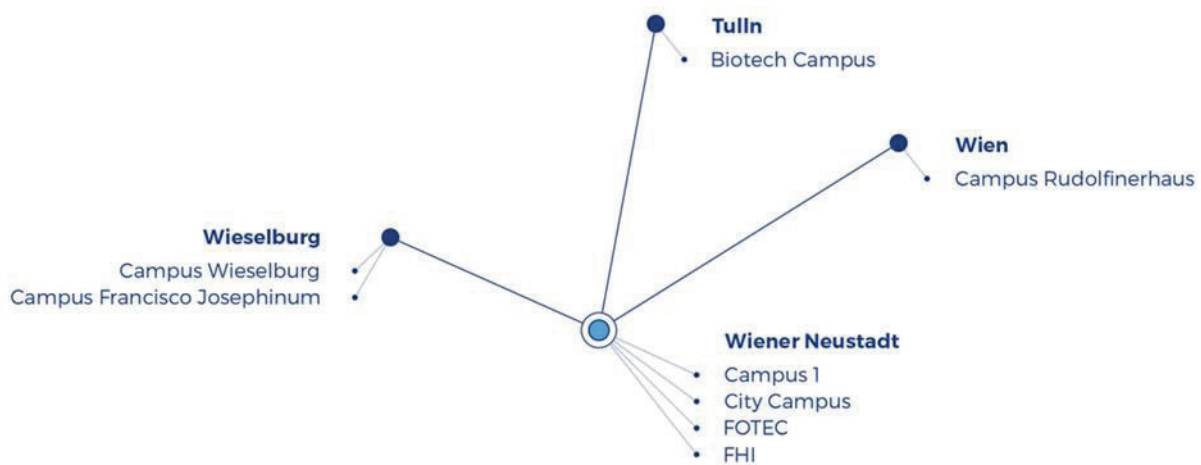 Tulln
Biotech Campus
Wien
Campus Rudolfinerhaus
Wieselburg
Campus Wieselburg
Campus Francisco Josephinum
Wiener Neustadt
Campus 1
City Campus
FOTEC
FHI